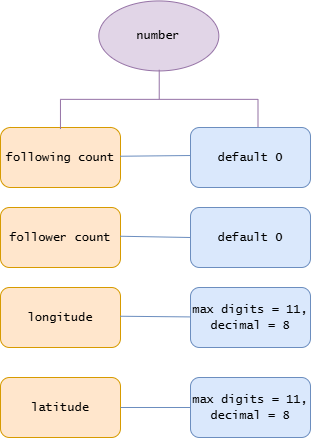 number
following count
default 0
follower count
default 0
longitude
max digits = 11,
decimal = 8
latitude
max digits = 11,
decimal = 8